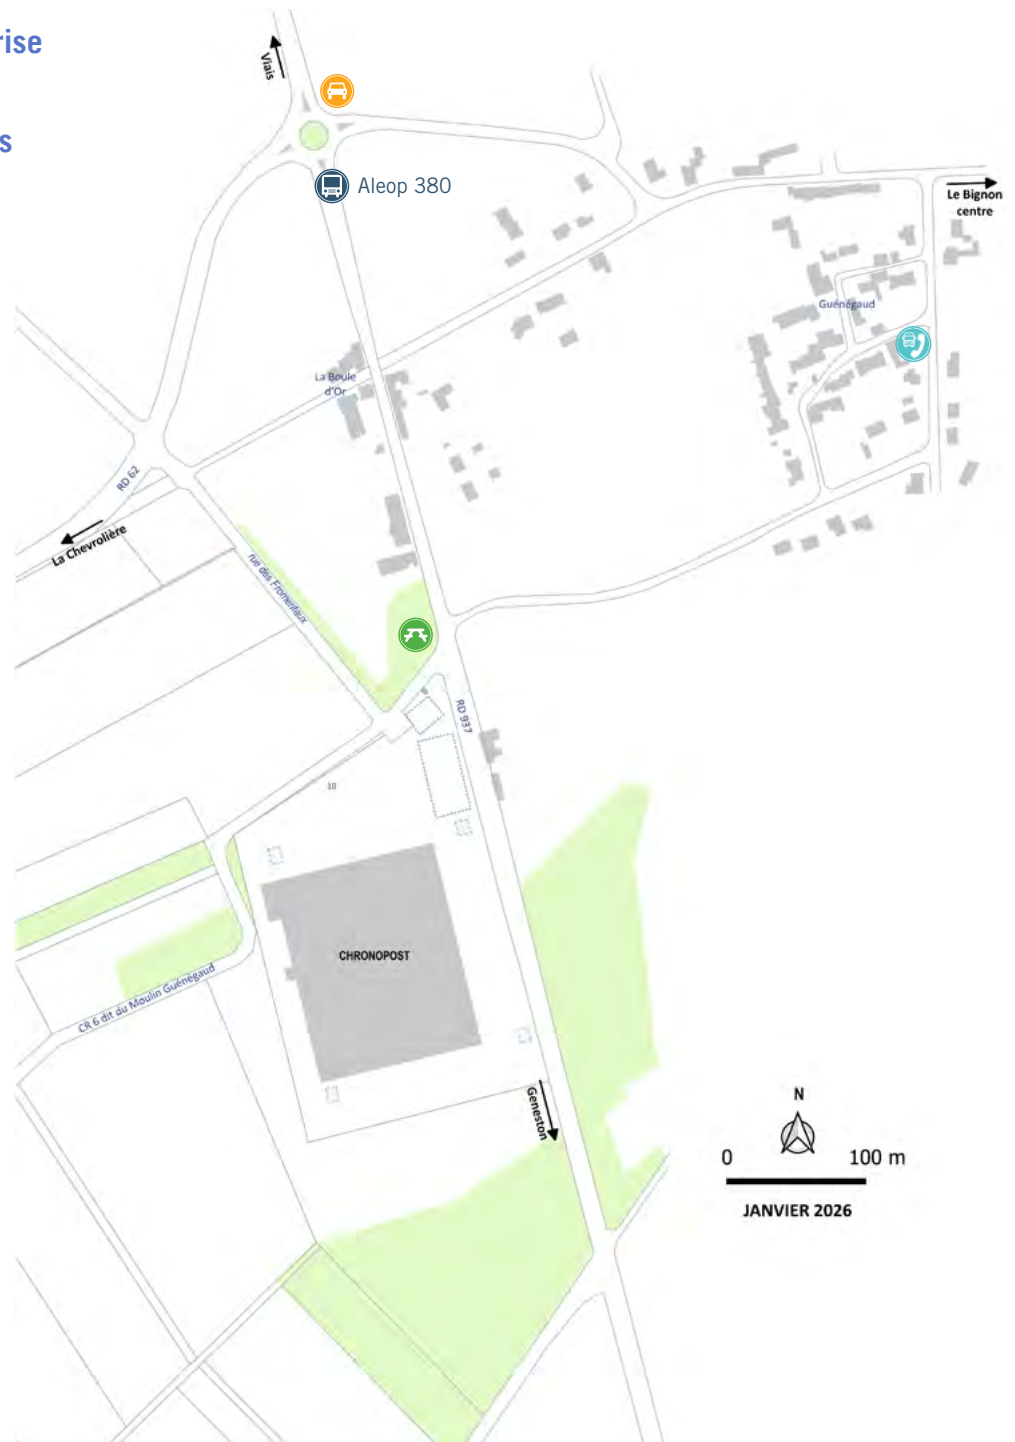 rise
s
Viais
Aleop 380
Le Bignon
centre
Guénégaud
La Boule
d'Or
RD 62
La Chevrolière
rue des Fromentaux
RD 937
10
CHRONOPOST
CR 6 dit du Moulin Guénégaud
Geneston
N
0 100 m
JANVIER 2026